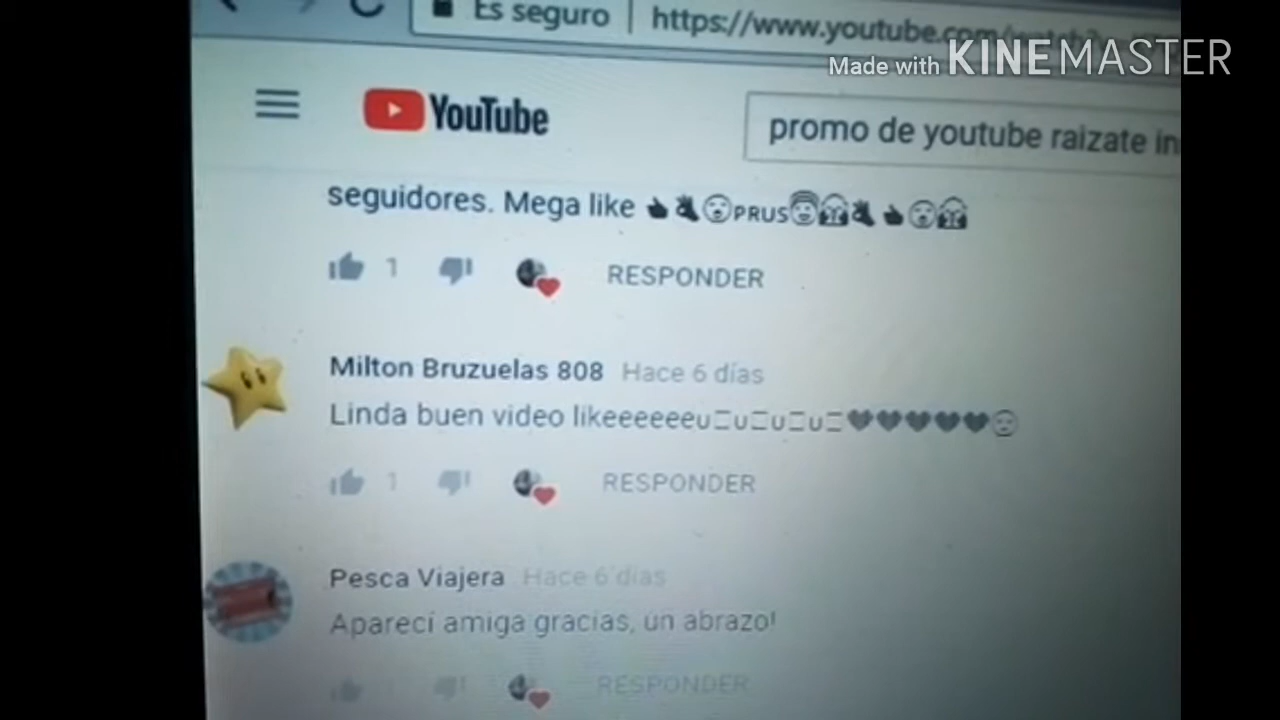 Es seguro
https://www.youtube.com
Made with KINEMASTER
YouTube
promo de youtube raizate in
seguidores. Mega like PRUS
1
RESPONDER
Milton Bruzuelas 808 Hace 6 días
Linda buen video likeeeeeeu
1
RESPONDER
Pesca Viajera Hace 6 días
Aparecí amiga gracias, un abrazo!
RESPONDER